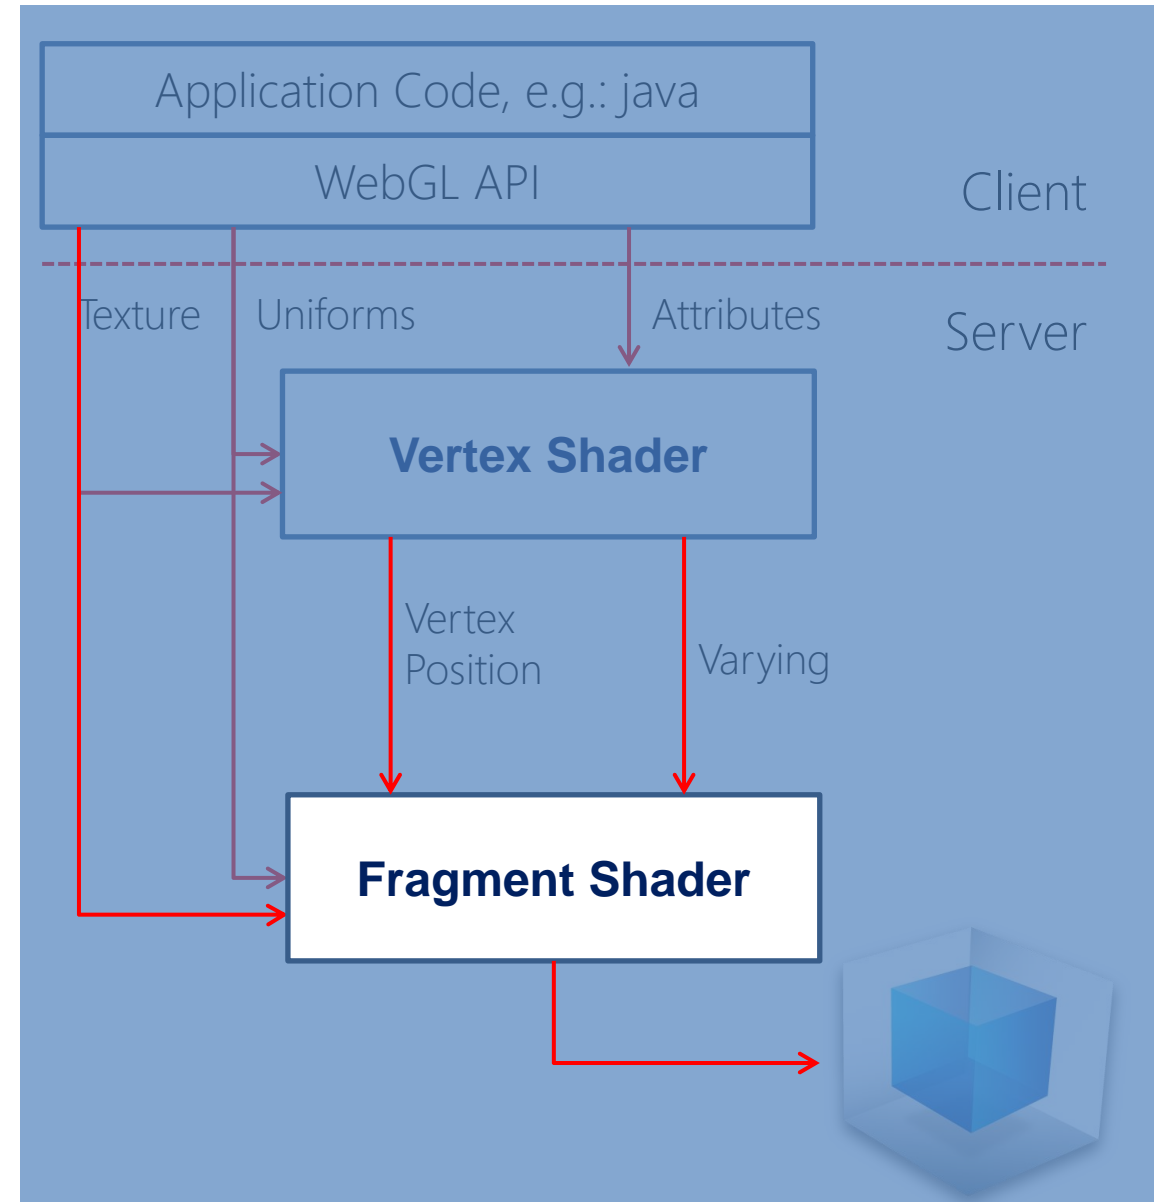 Application Code, e.g.: java
WebGL API
Client
Texture
Uniforms
Attributes
Server
Vertex Shader
Vertex
Position
Varying
Fragment Shader